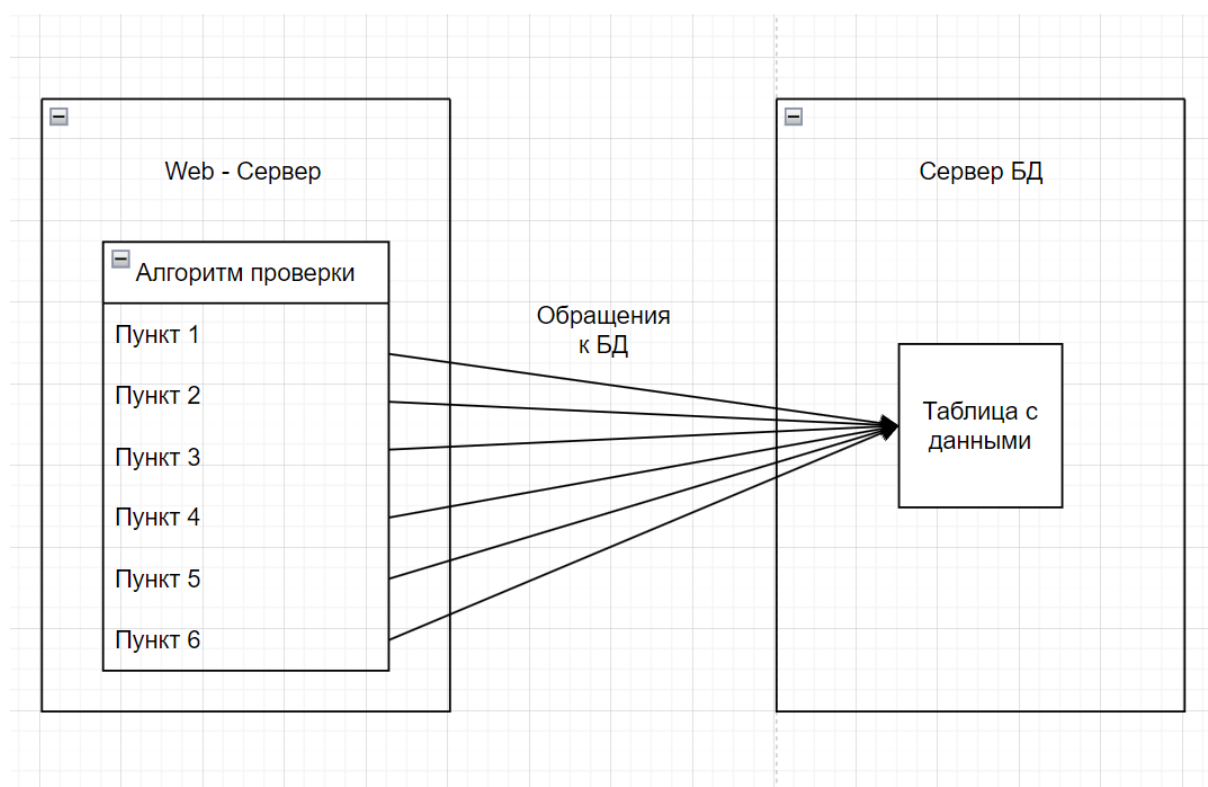 Web - Сервер
Алгоритм проверки
Пункт 1
Пункт 2
Пункт 3
Пункт 4
Пункт 5
Пункт 6
Обращения
к БД
Сервер БД
Таблица с
данными